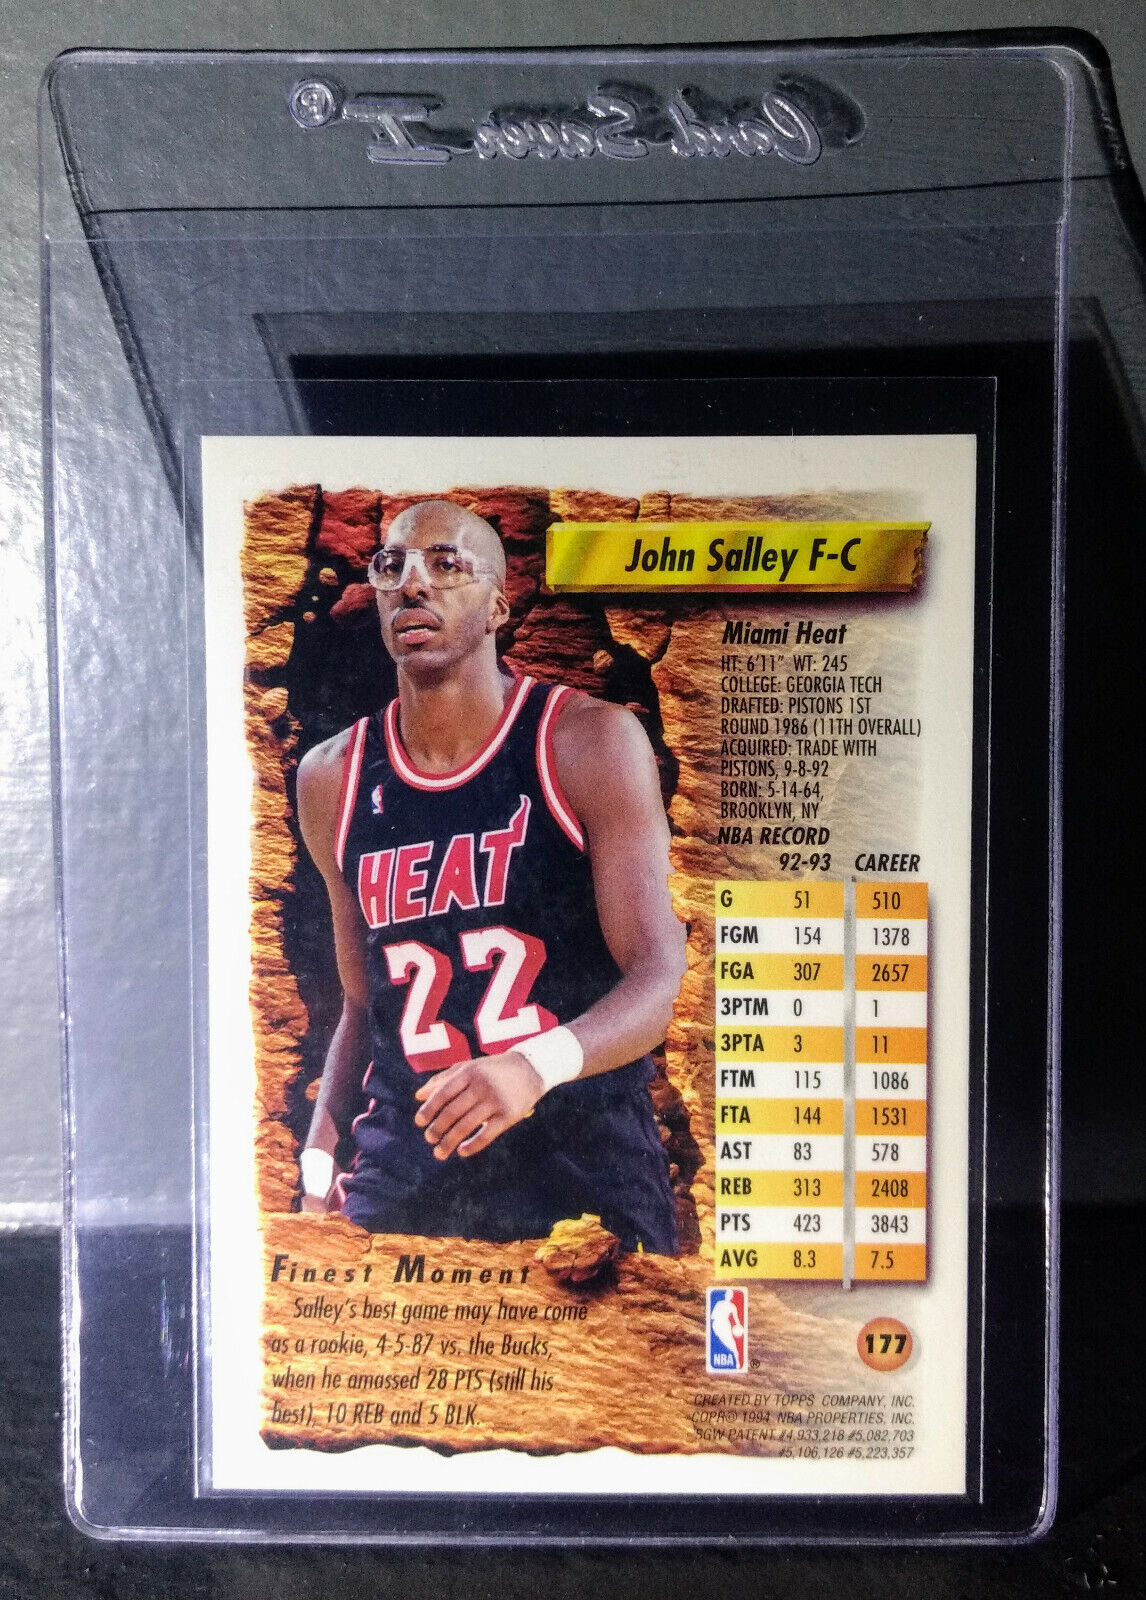 Card Saver II ®
John Salley F-C
Miami Heat
HT: 6'11" WT: 245
COLLEGE: GEORGIA TECH
DRAFTED: PISTONS 1ST
ROUND 1986 (11TH OVERALL)
ACQUIRED: TRADE WITH
PISTONS, 9-8-92
BORN: 5-14-64,
BROOKLYN, NY
NBA RECORD
92-93 CAREER
G 51 510
FGM 154 1378
FGA 307 2657
3PTM 0 1
3PTA 3 11
FTM 115 1086
FTA 144 1531
AST 83 578
REB 313 2408
PTS 423 3843
AVG 8.3 7.5
HEAT
22
Finest Moment
Salley's best game may have come
as a rookie, 4-5-87 vs. the Bucks,
when he amassed 28 PTS (still his
best), 10 REB and 5 BLK.
NBA ®
177
CREATED BY TOPPS COMPANY, INC.
COPR© 1994 NBA PROPERTIES, INC.
SGW PATENT #4,933,218 #5,082,703
#5,106,126 #5,223,357